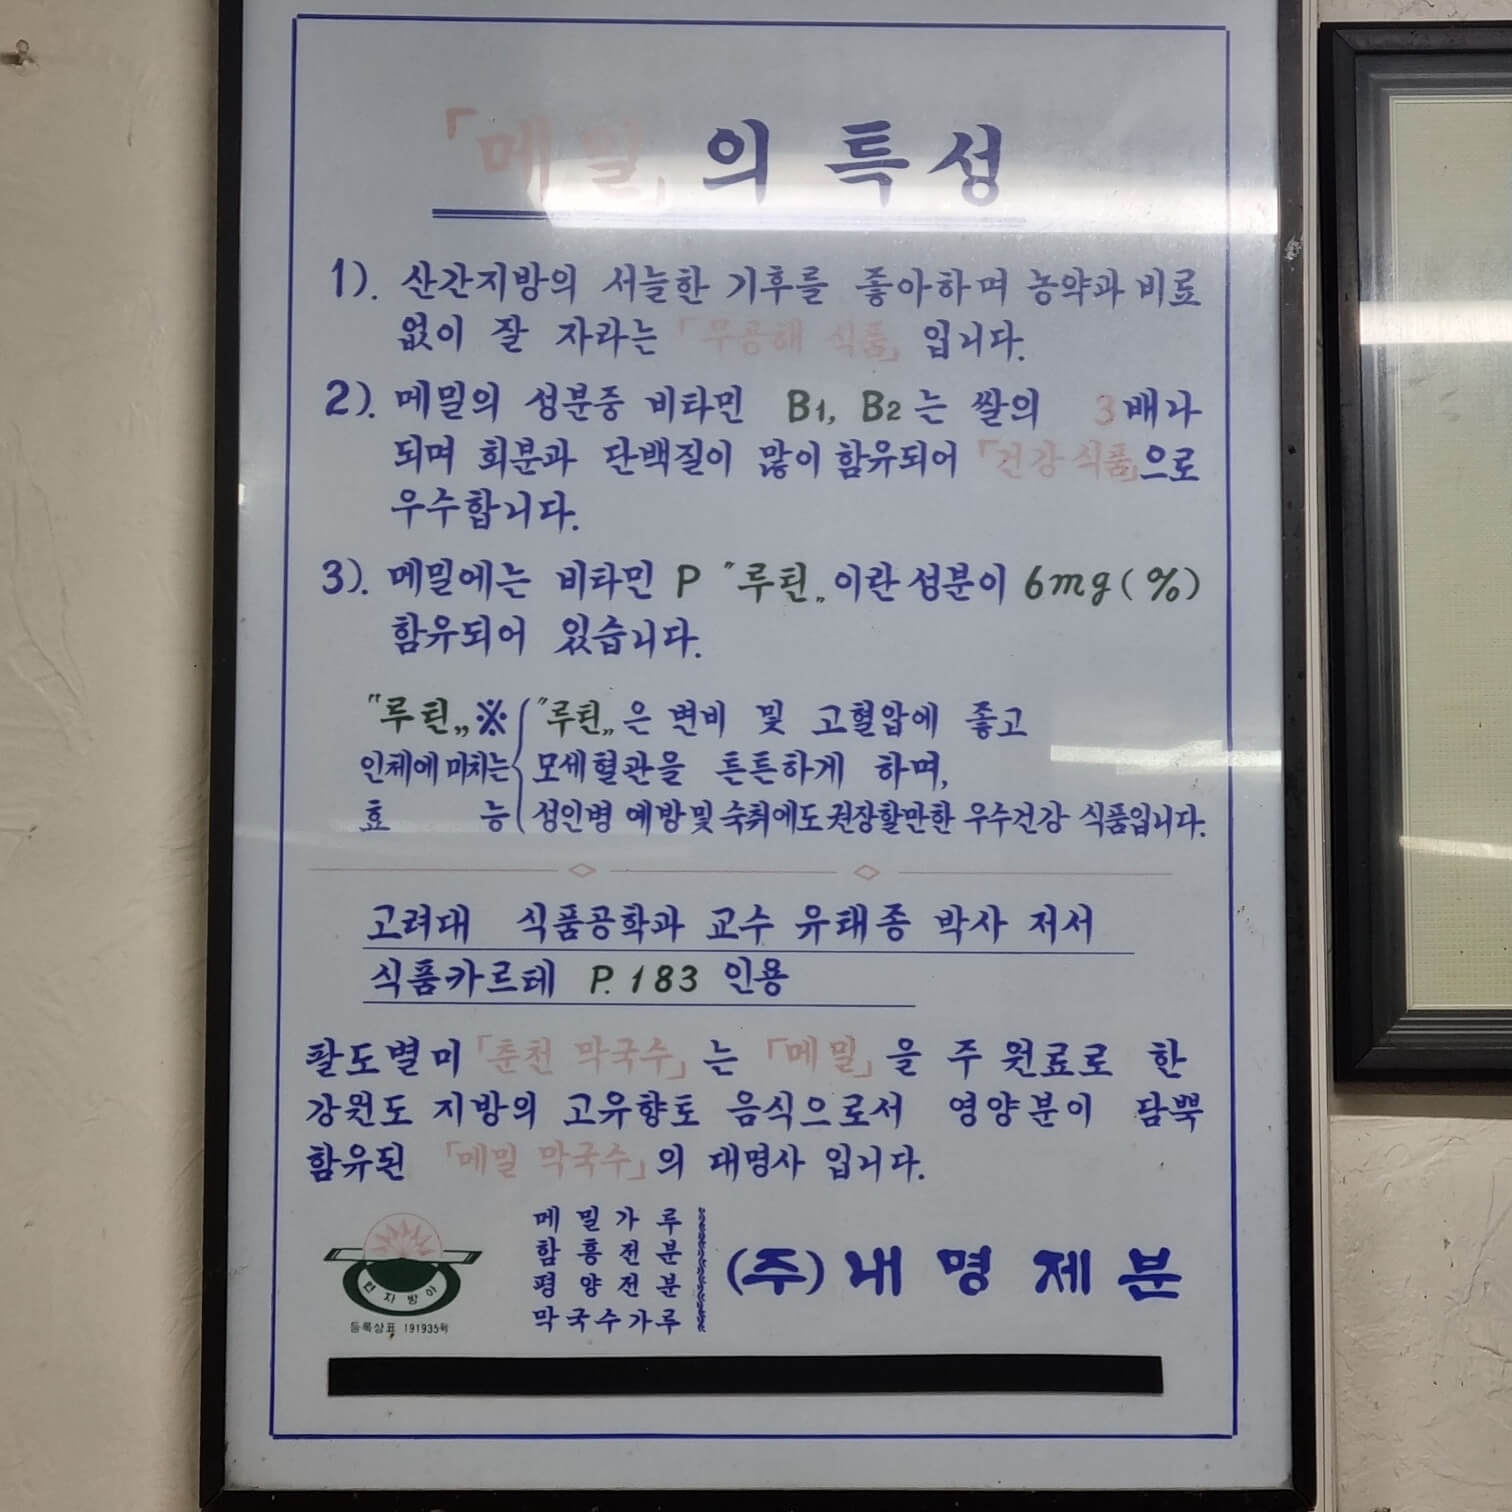 「메밀」의 특성
1). 산간지방의 서늘한 기후를 좋아하며 농약과 비료
없이 잘 자라는 「무공해 식품」 입니다.
2). 메밀의 성분중 비타민 B1, B2 는 쌀의 3배나
되며 회분과 단백질이 많이 함유되어 「건강식품」으로
우수합니다.
3). 메밀에는 비타민 P "루틴„ 이란 성분이 6mg(%)
함유되어 있습니다.
"루틴„ ※ "루틴„ 은 변비 및 고혈압에 좋고
인체에 미치는 모세혈관을 튼튼하게 하며,
효 능 성인병 예방및 숙취에도 권장할만한 우수건강 식품입니다.
고려대 식품공학과 교수 유태종 박사 저서
식품카르테 P. 183 인용
팔도별미 「춘천 막국수」 는 「메밀」 을 주 원료로 한
강원도 지방의 고유향토 음식으로서 영양분이 담뿍
함유된 「메밀 막국수」 의 대명사 입니다.
메밀가루
함흥전분
평양전분
막국수가루
(주) 내명제분
등록상표 191935호